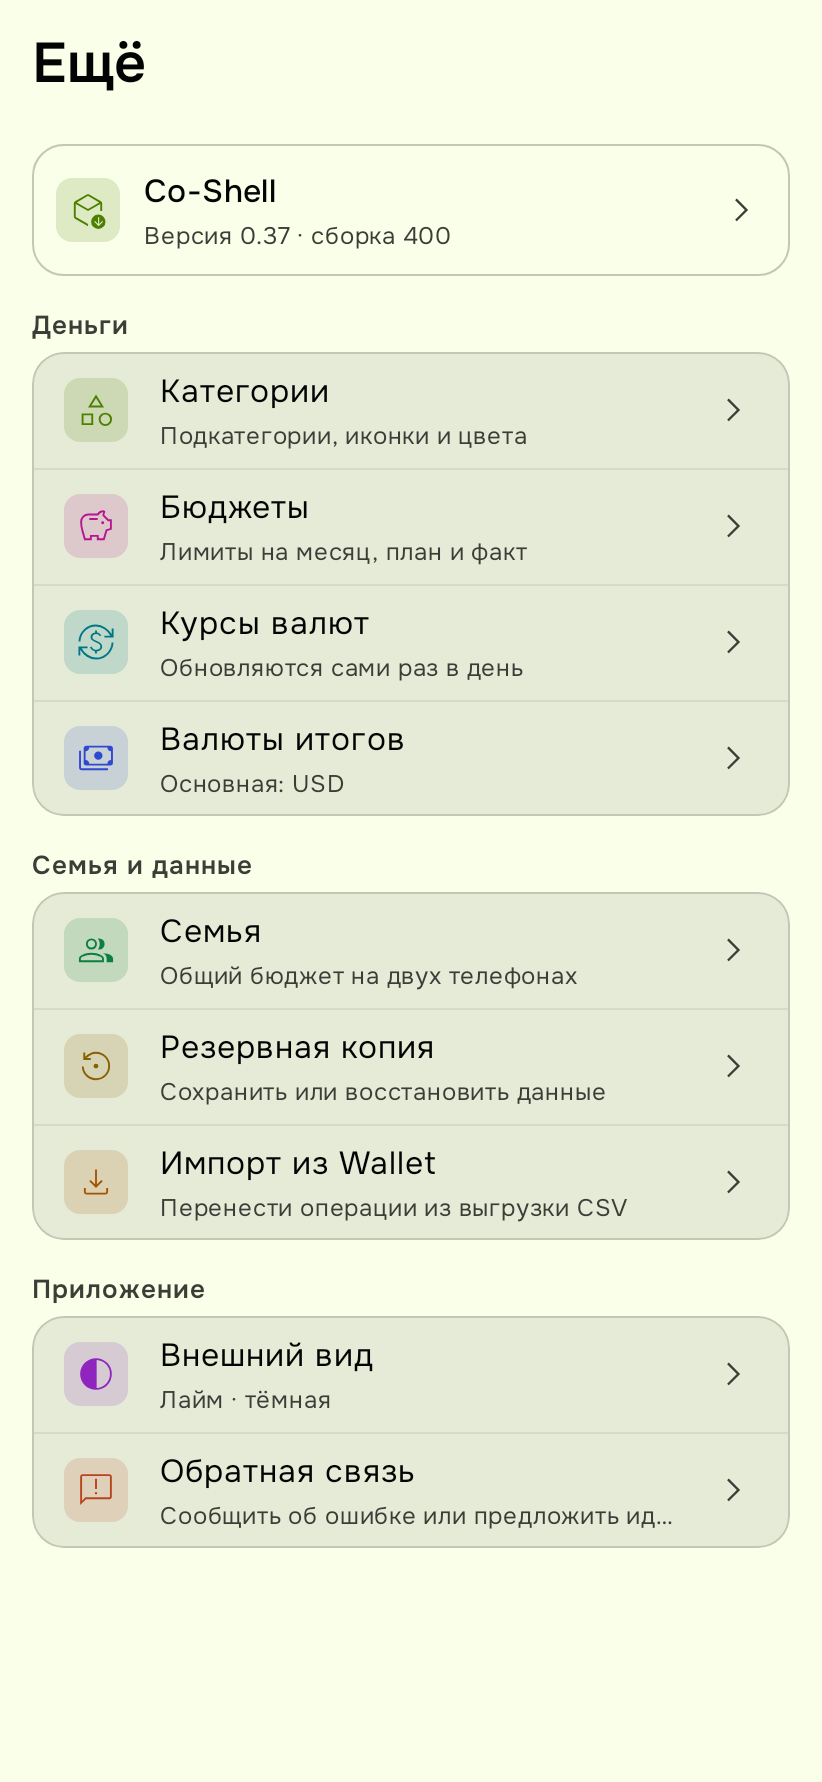 Ещё
Co-Shell
Версия 0.37 · сборка 400
Деньги
Категории
Подкатегории, иконки и цвета
Бюджеты
Лимиты на месяц, план и факт
Курсы валют
Обновляются сами раз в день
Валюты итогов
Основная: USD
Семья и данные
Семья
Общий бюджет на двух телефонах
Резервная копия
Сохранить или восстановить данные
Импорт из Wallet
Перенести операции из выгрузки CSV
Приложение
Внешний вид
Лайм · тёмная
Обратная связь
Сообщить об ошибке или предложить ид...